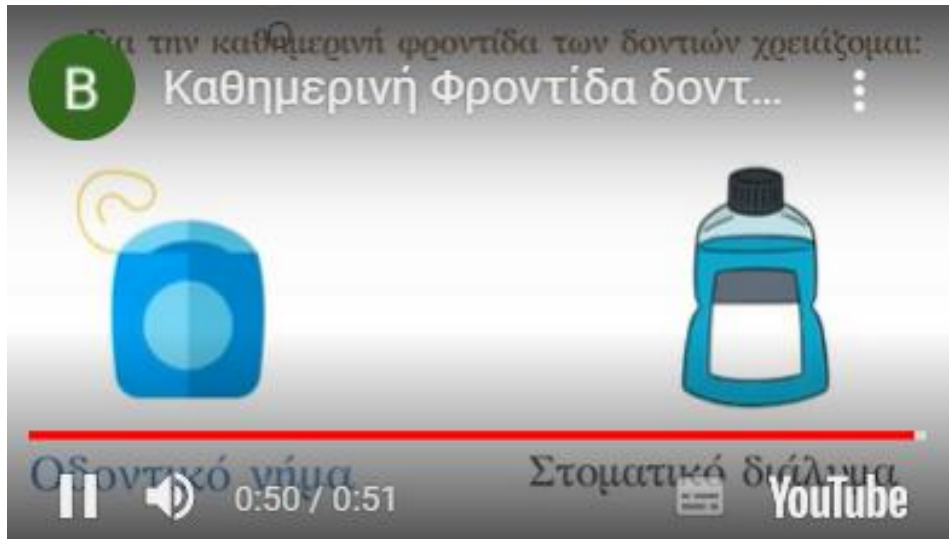 Για την καθημερινή φροντίδα των δοντιών χρειάζομαι:
B Καθημερινή Φροντίδα δοντ...
Οδοντικό νήμα Στοματικό διάλυμα
0:50 / 0:51 YouTube